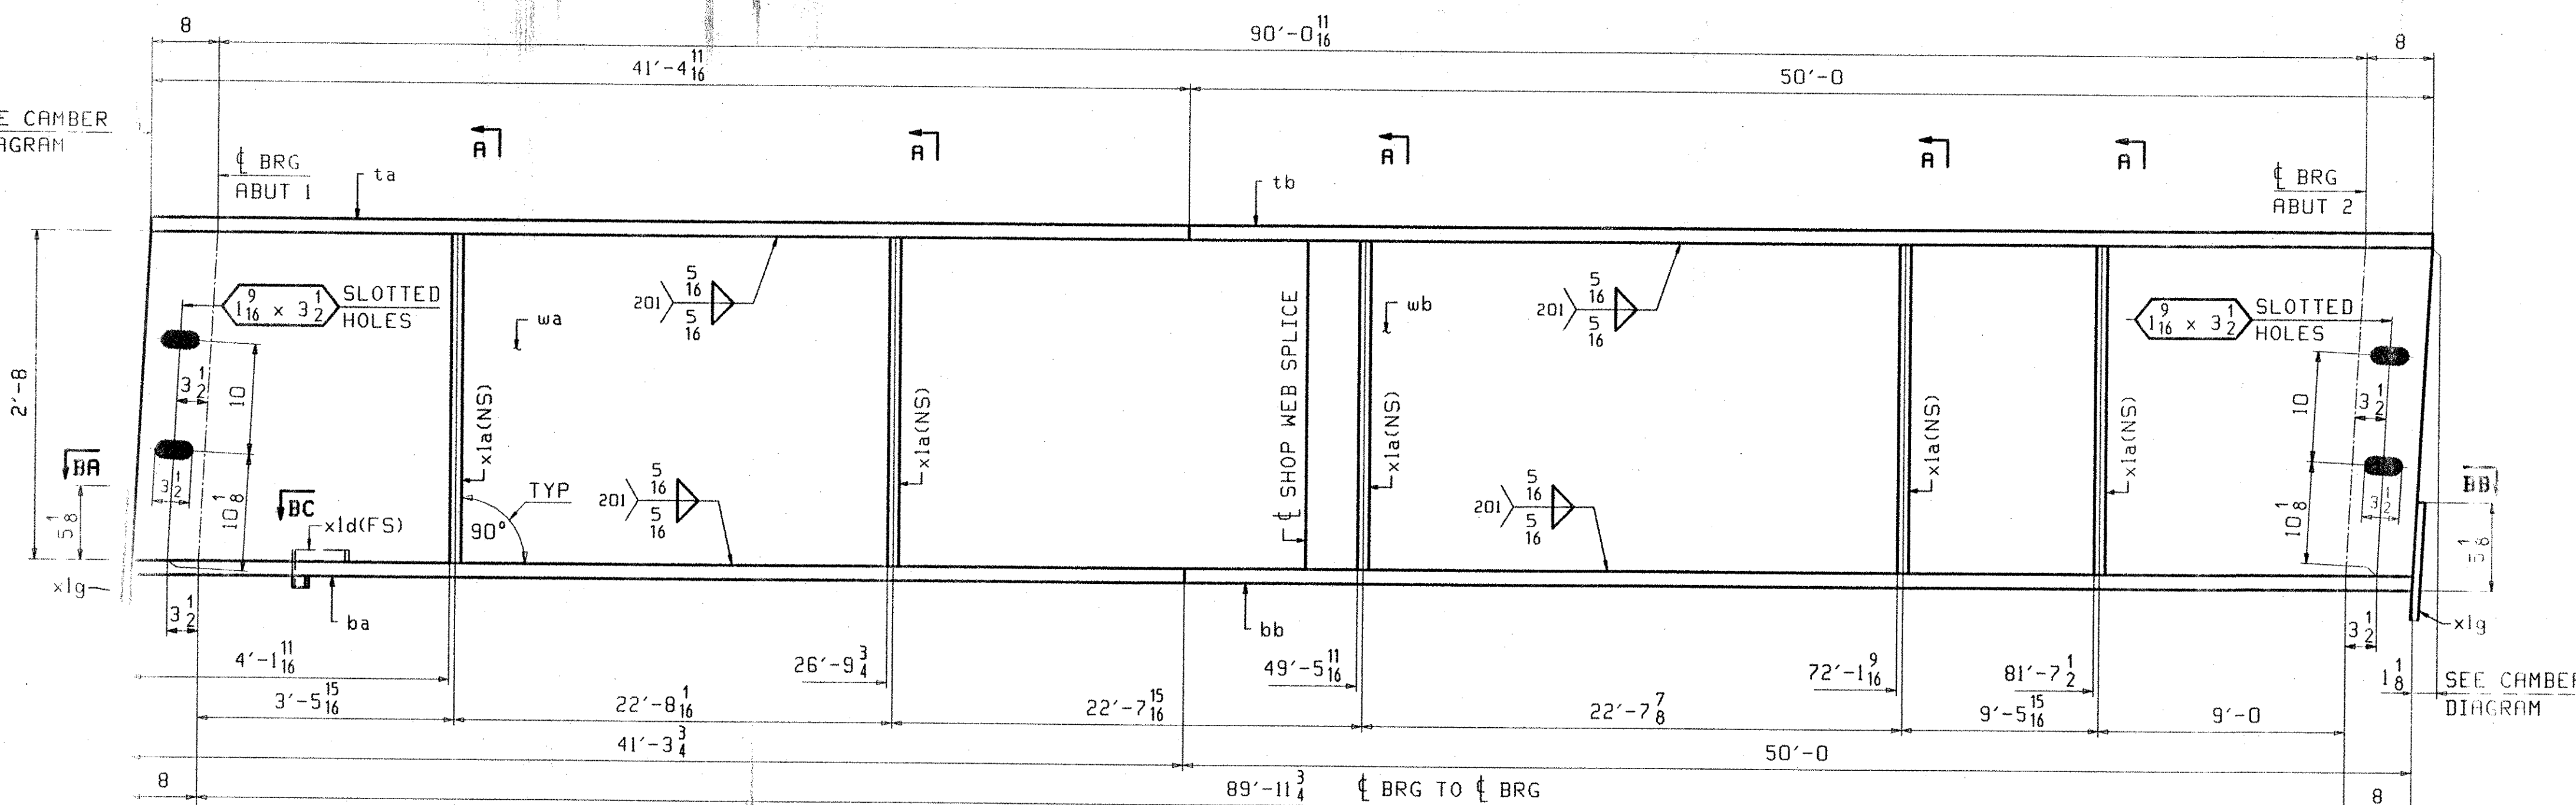 8
90'-0 11/16
8
41'-4 11/16
50'-0
E CAMBER
AGRAM
A
A
A
A
A
℄ BRG
ABUT 1
ta
tb
℄ BRG
ABUT 2
2'-8
1 9/16 x 3 1/2
SLOTTED
HOLES
wa
201
5/16
5/16
℄ SHOP WEB SPLICE
wb
201
5/16
5/16
1 9/16 x 3 1/2
SLOTTED
HOLES
3 1/2
10
x1a(NS)
x1a(NS)
x1a(NS)
x1a(NS)
x1a(NS)
10
3 1/2
BA
5 1/8
3 1/2
10 1/8
BC
x1d(FS)
90°
TYP
201
5/16
5/16
201
5/16
5/16
10 1/8
3 1/2
BB
5 1/8
x1g
3 1/2
ba
bb
3 1/2
x1g
4'-1 11/16
26'-9 3/4
49'-5 11/16
72'-1 9/16
81'-7 1/2
1 1/8
SEE CAMBER
DIAGRAM
3'-5 15/16
22'-8 1/16
22'-7 15/16
22'-7 7/8
9'-5 15/16
9'-0
41'-3 3/4
50'-0
8
89'-11 3/4
℄ BRG TO ℄ BRG
8